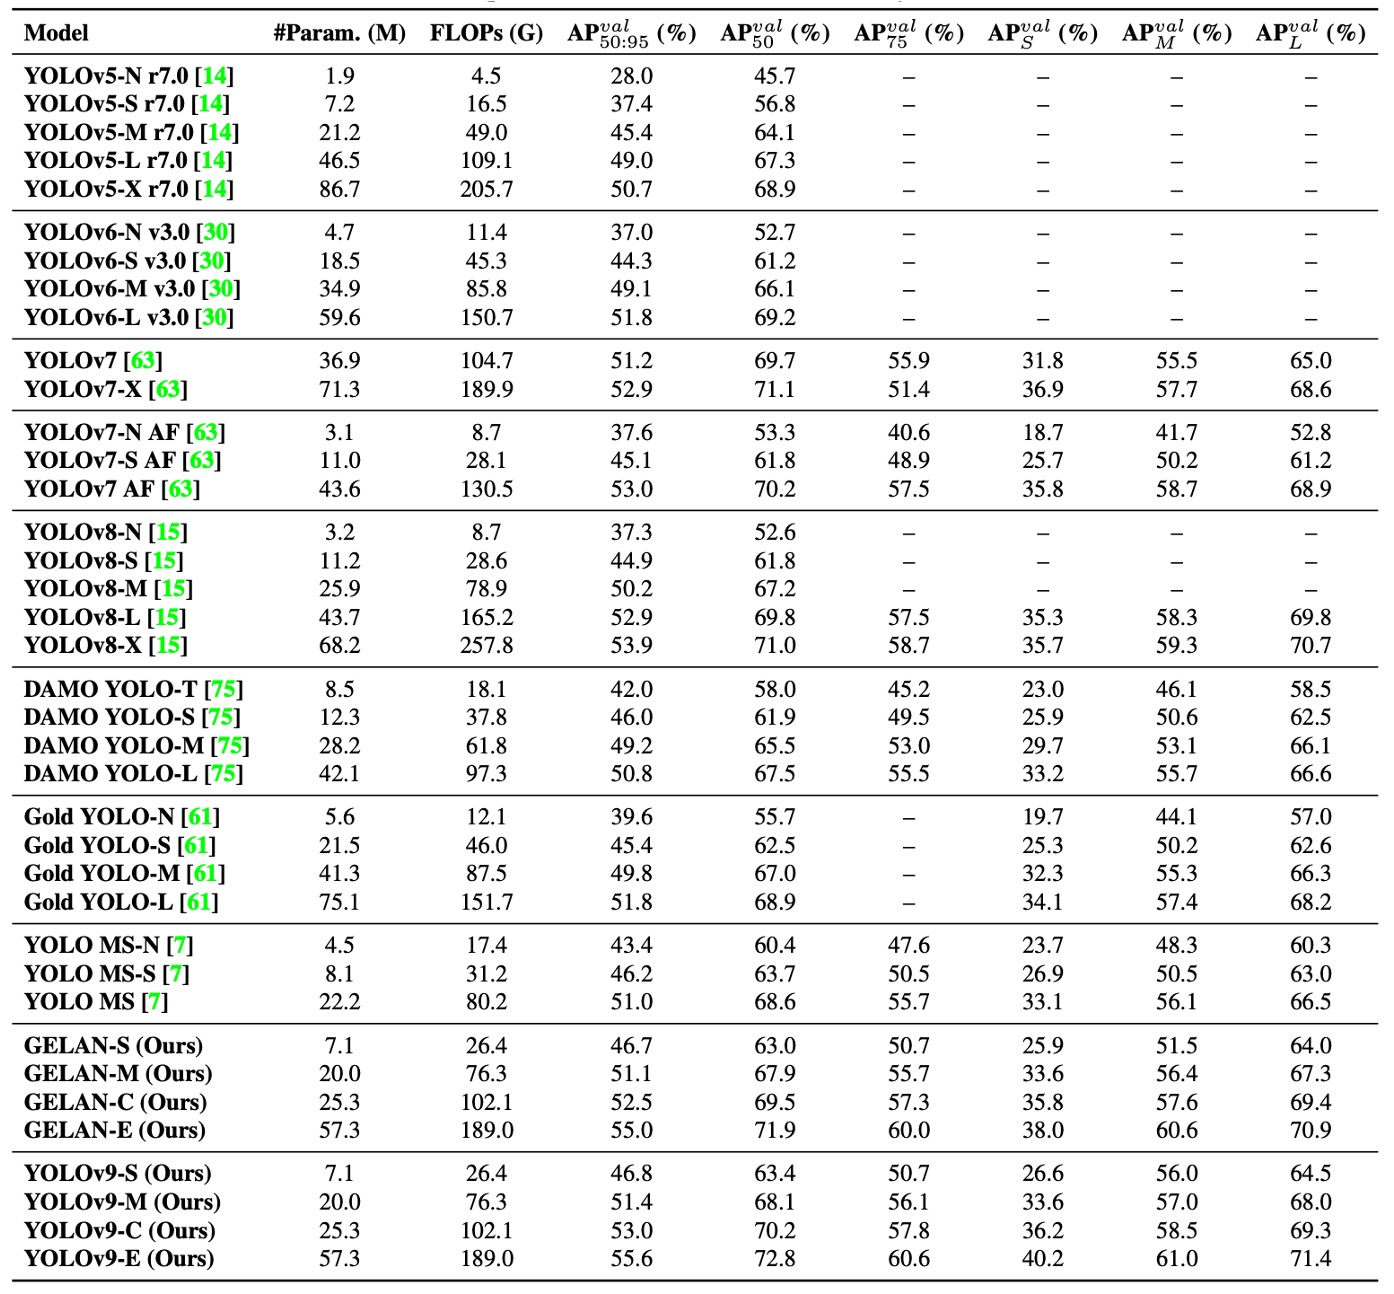 Model #Param. (M) FLOPs (G) AP^{val}_{50:95} (%) AP^{val}_{50} (%) AP^{val}_{75} (%) AP^{val}_{S} (%) AP^{val}_{M} (%) AP^{val}_{L} (%)
YOLOv5-N r7.0 [14] 1.9 4.5 28.0 45.7 – – – –
YOLOv5-S r7.0 [14] 7.2 16.5 37.4 56.8 – – – –
YOLOv5-M r7.0 [14] 21.2 49.0 45.4 64.1 – – – –
YOLOv5-L r7.0 [14] 46.5 109.1 49.0 67.3 – – – –
YOLOv5-X r7.0 [14] 86.7 205.7 50.7 68.9 – – – –
YOLOv6-N v3.0 [30] 4.7 11.4 37.0 52.7 – – – –
YOLOv6-S v3.0 [30] 18.5 45.3 44.3 61.2 – – – –
YOLOv6-M v3.0 [30] 34.9 85.8 49.1 66.1 – – – –
YOLOv6-L v3.0 [30] 59.6 150.7 51.8 69.2 – – – –
YOLOv7 [63] 36.9 104.7 51.2 69.7 55.9 31.8 55.5 65.0
YOLOv7-X [63] 71.3 189.9 52.9 71.1 51.4 36.9 57.7 68.6
YOLOv7-N AF [63] 3.1 8.7 37.6 53.3 40.6 18.7 41.7 52.8
YOLOv7-S AF [63] 11.0 28.1 45.1 61.8 48.9 25.7 50.2 61.2
YOLOv7 AF [63] 43.6 130.5 53.0 70.2 57.5 35.8 58.7 68.9
YOLOv8-N [15] 3.2 8.7 37.3 52.6 – – – –
YOLOv8-S [15] 11.2 28.6 44.9 61.8 – – – –
YOLOv8-M [15] 25.9 78.9 50.2 67.2 – – – –
YOLOv8-L [15] 43.7 165.2 52.9 69.8 57.5 35.3 58.3 69.8
YOLOv8-X [15] 68.2 257.8 53.9 71.0 58.7 35.7 59.3 70.7
DAMO YOLO-T [75] 8.5 18.1 42.0 58.0 45.2 23.0 46.1 58.5
DAMO YOLO-S [75] 12.3 37.8 46.0 61.9 49.5 25.9 50.6 62.5
DAMO YOLO-M [75] 28.2 61.8 49.2 65.5 53.0 29.7 53.1 66.1
DAMO YOLO-L [75] 42.1 97.3 50.8 67.5 55.5 33.2 55.7 66.6
Gold YOLO-N [61] 5.6 12.1 39.6 55.7 – 19.7 44.1 57.0
Gold YOLO-S [61] 21.5 46.0 45.4 62.5 – 25.3 50.2 62.6
Gold YOLO-M [61] 41.3 87.5 49.8 67.0 – 32.3 55.3 66.3
Gold YOLO-L [61] 75.1 151.7 51.8 68.9 – 34.1 57.4 68.2
YOLO MS-N [7] 4.5 17.4 43.4 60.4 47.6 23.7 48.3 60.3
YOLO MS-S [7] 8.1 31.2 46.2 63.7 50.5 26.9 50.5 63.0
YOLO MS [7] 22.2 80.2 51.0 68.6 55.7 33.1 56.1 66.5
GELAN-S (Ours) 7.1 26.4 46.7 63.0 50.7 25.9 51.5 64.0
GELAN-M (Ours) 20.0 76.3 51.1 67.9 55.7 33.6 56.4 67.3
GELAN-C (Ours) 25.3 102.1 52.5 69.5 57.3 35.8 57.6 69.4
GELAN-E (Ours) 57.3 189.0 55.0 71.9 60.0 38.0 60.6 70.9
YOLOv9-S (Ours) 7.1 26.4 46.8 63.4 50.7 26.6 56.0 64.5
YOLOv9-M (Ours) 20.0 76.3 51.4 68.1 56.1 33.6 57.0 68.0
YOLOv9-C (Ours) 25.3 102.1 53.0 70.2 57.8 36.2 58.5 69.3
YOLOv9-E (Ours) 57.3 189.0 55.6 72.8 60.6 40.2 61.0 71.4